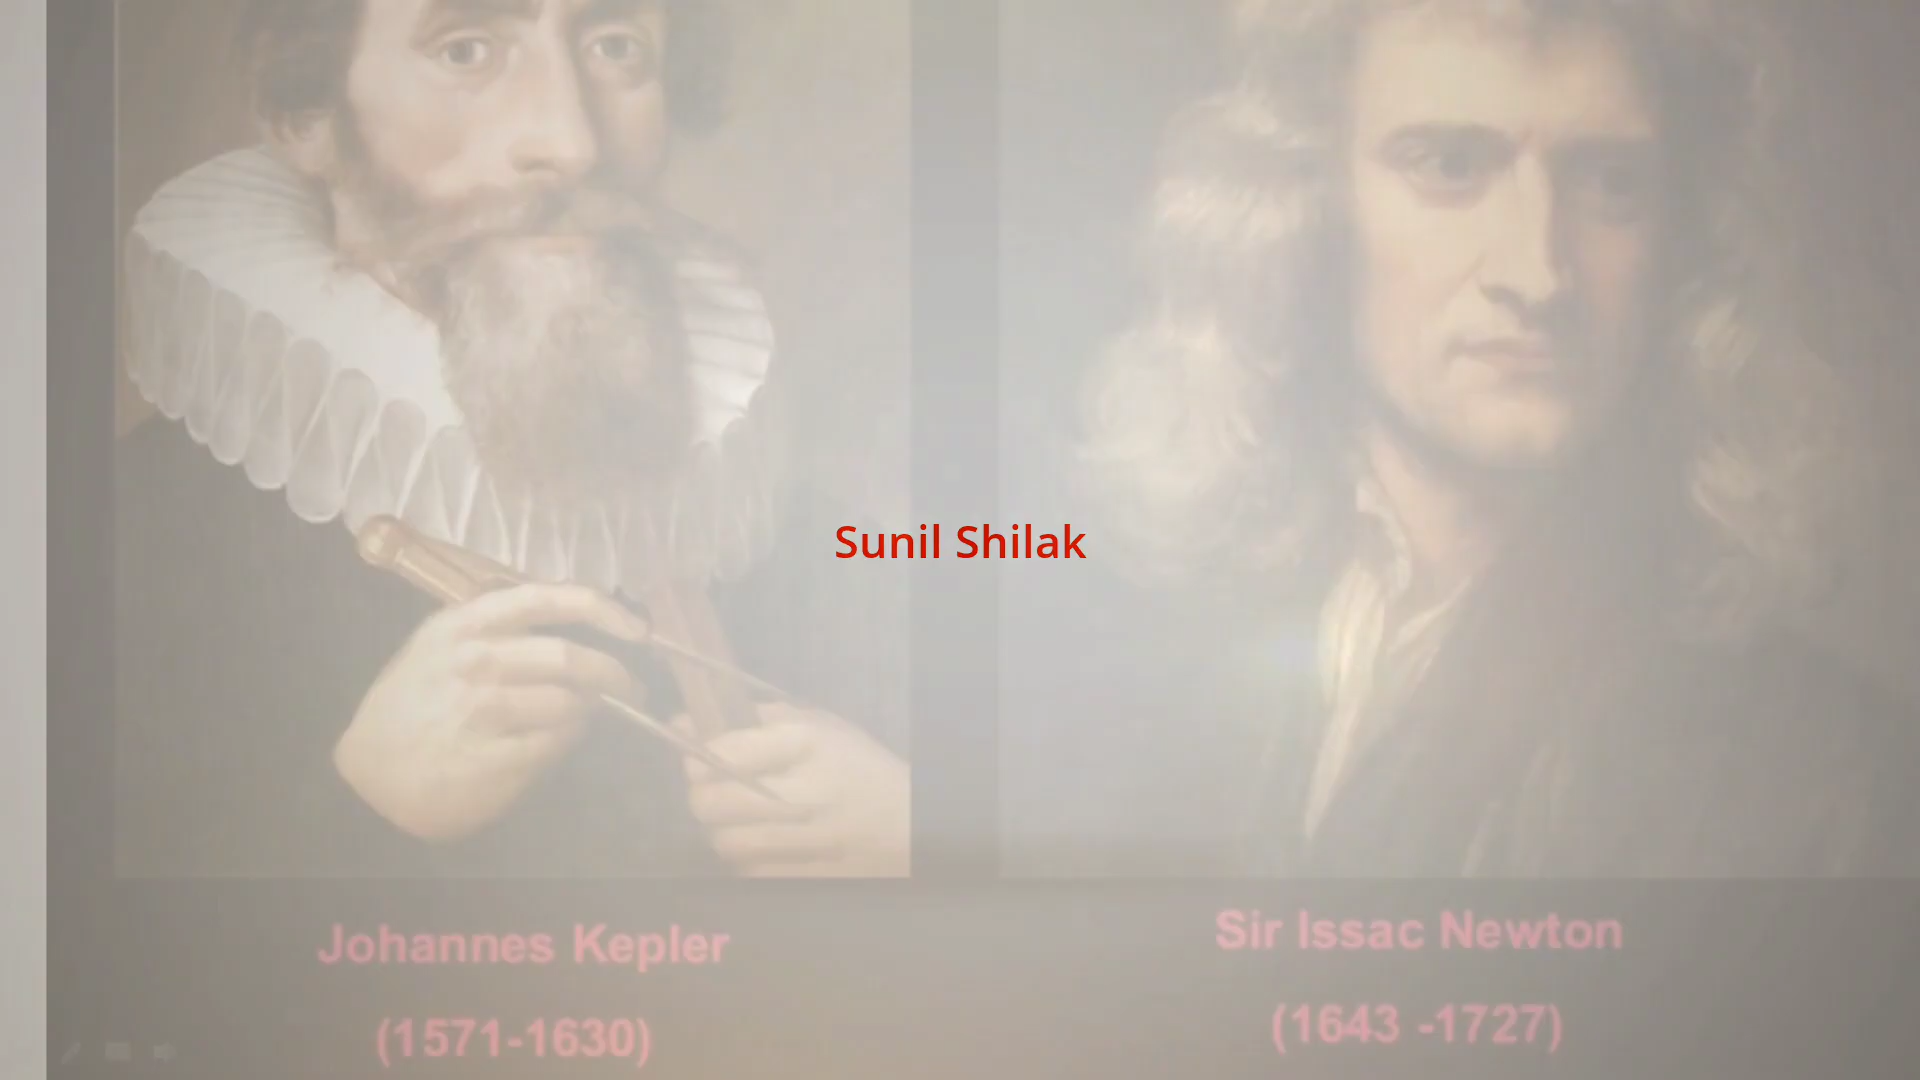 Sunil Shilak
Johannes Kepler
(1571-1630)
Sir Issac Newton
(1643 -1727)